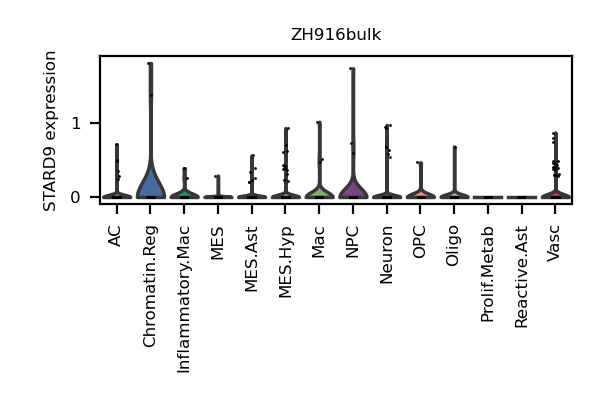 ZH916bulk
STARD9 expression
1
0
AC
Chromatin.Reg
Inflammatory.Mac
MES
MES.Ast
MES.Hyp
Mac
NPC
Neuron
OPC
Oligo
Prolif.Metab
Reactive.Ast
Vasc